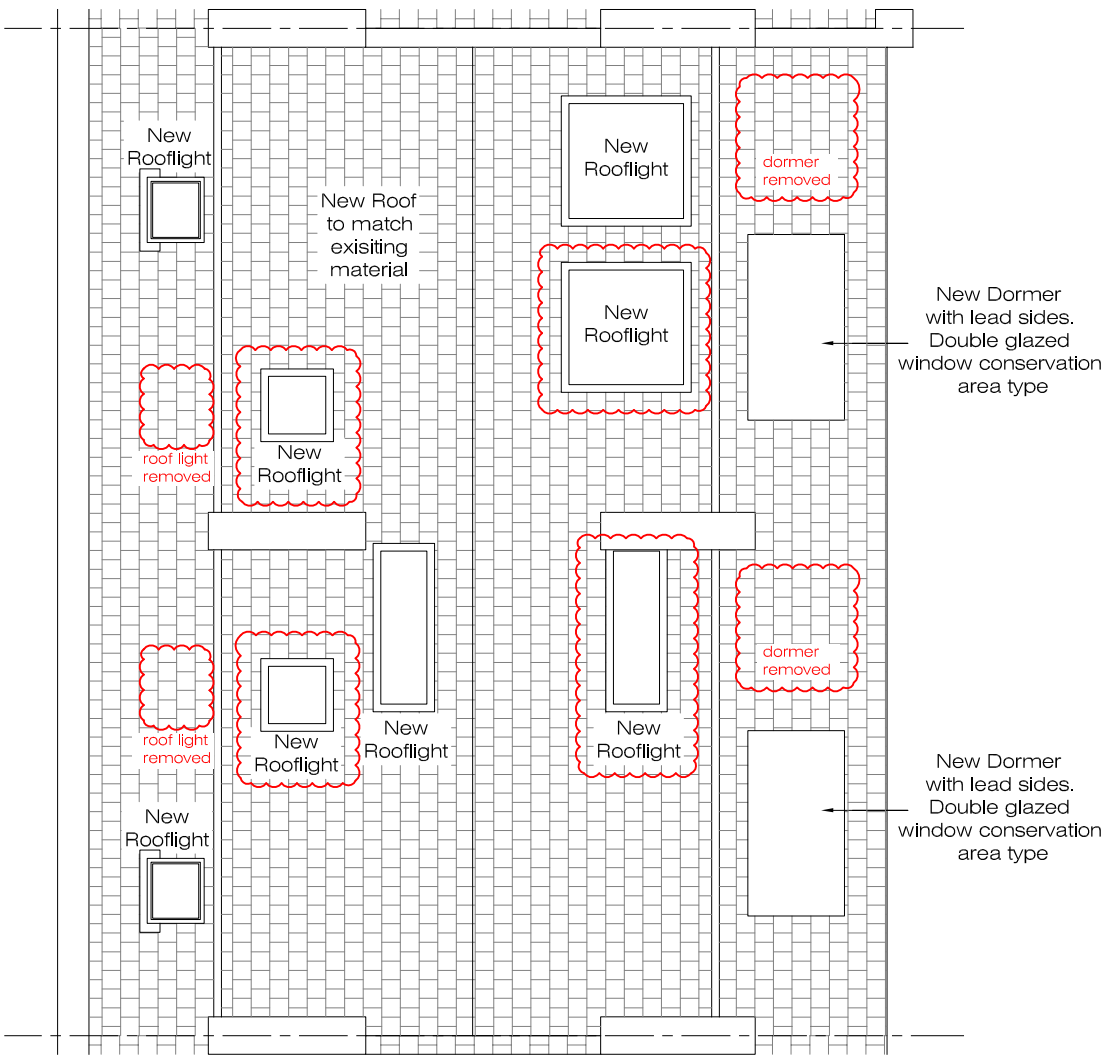 New
Rooflight
New Roof
to match
exisiting
material
New
Rooflight
dormer
removed
New
Rooflight
New Dormer
with lead sides.
Double glazed
window conservation
area type
roof light
removed
New
Rooflight
New
Rooflight
New
Rooflight
dormer
removed
roof light
removed
New
Rooflight
New
Rooflight
New Dormer
with lead sides.
Double glazed
window conservation
area type